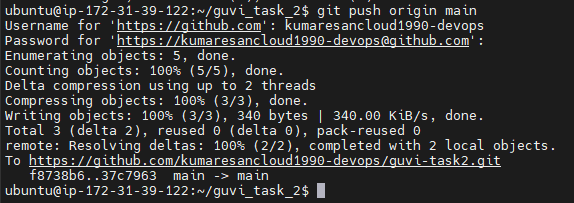 ubuntu@ip-172-31-39-122:~/guvi_task_2$ git push origin main
Username for 'https://github.com': kumaresancloud1990-devops
Password for 'https://kumaresancloud1990-devops@github.com':
Enumerating objects: 5, done.
Counting objects: 100% (5/5), done.
Delta compression using up to 2 threads
Compressing objects: 100% (3/3), done.
Writing objects: 100% (3/3), 340 bytes | 340.00 KiB/s, done.
Total 3 (delta 2), reused 0 (delta 0), pack-reused 0
remote: Resolving deltas: 100% (2/2), completed with 2 local objects.
To https://github.com/kumaresancloud1990-devops/guvi-task2.git
   f8738b6..37c7963  main -> main
ubuntu@ip-172-31-39-122:~/guvi_task_2$